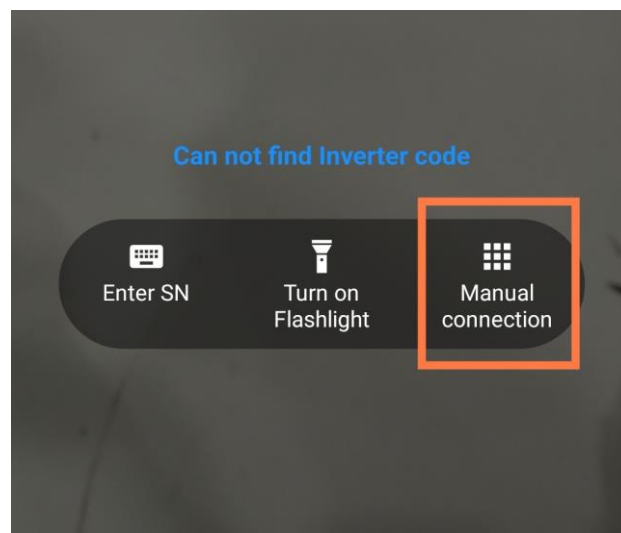 Can not find Inverter code
Enter SN
Turn on
Flashlight
Manual
connection